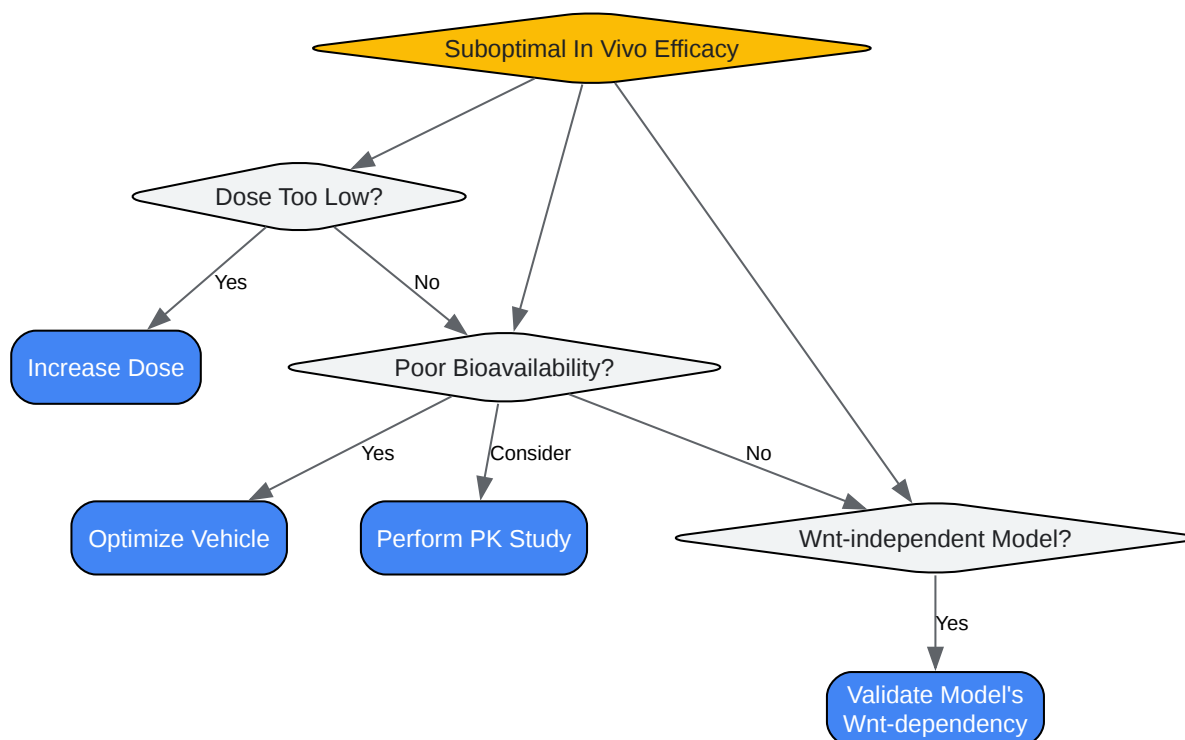 Suboptimal In Vivo Efficacy
Dose Too Low?
Yes
No
Increase Dose
Poor Bioavailability?
Yes
Consider
No
Optimize Vehicle
Perform PK Study
Wnt-independent Model?
Yes
Validate Model's
Wnt-dependency